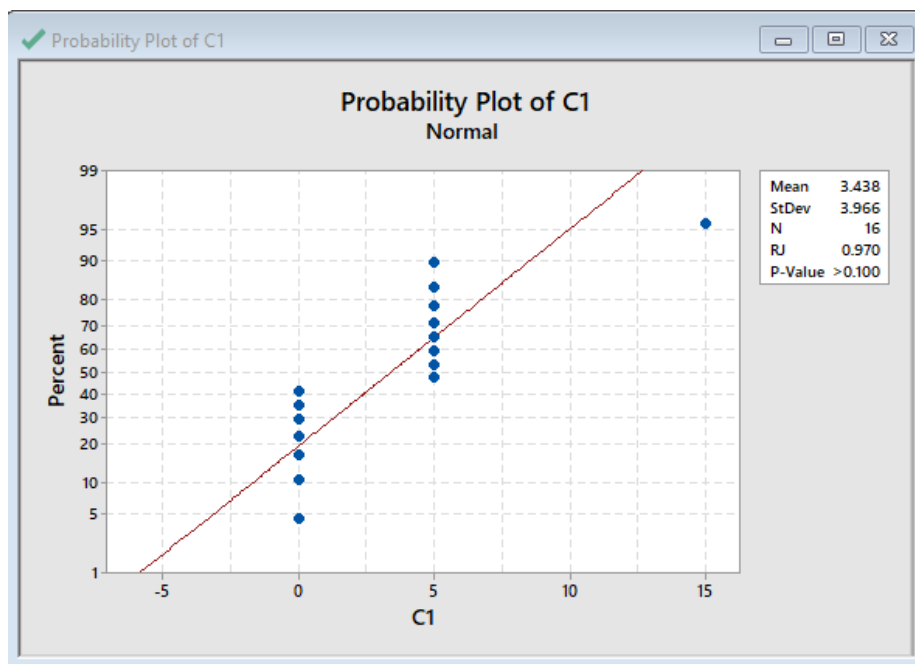 Probability Plot of C1
Probability Plot of C1
Normal
99
95
90
80
70
60
50
40
30
20
10
5
1
Percent
-5
0
5
10
15
C1
Mean 3.438
StDev 3.966
N 16
RJ 0.970
P-Value >0.100